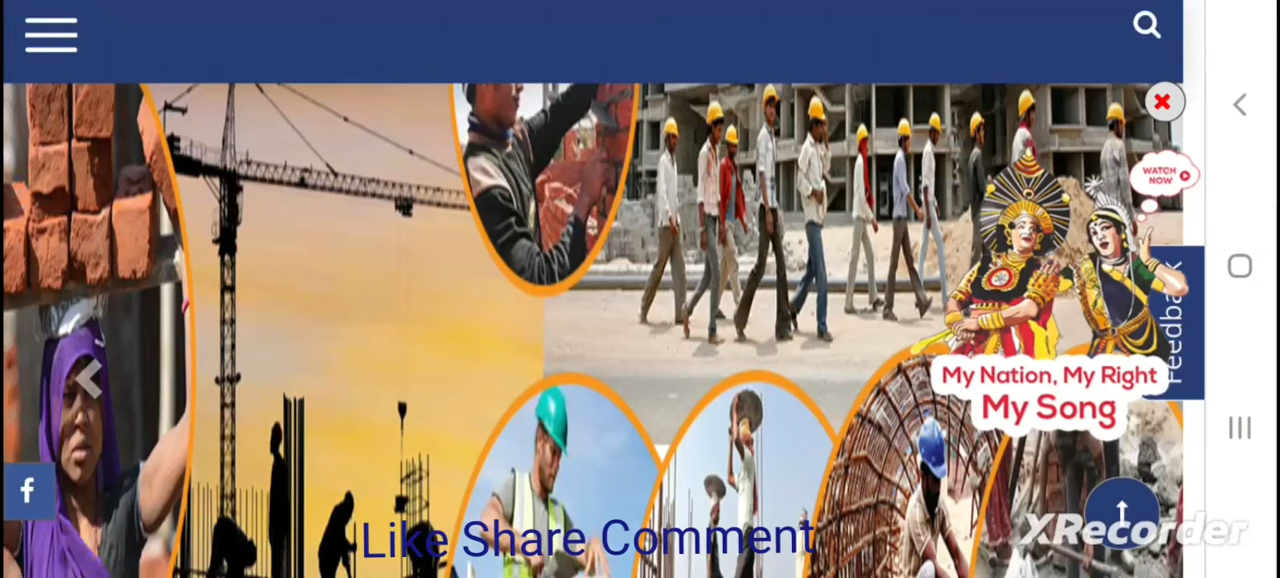 WATCH
NOW
Feedback
My Nation, My Right
My Song
f
Like Share Comment
XRecorder